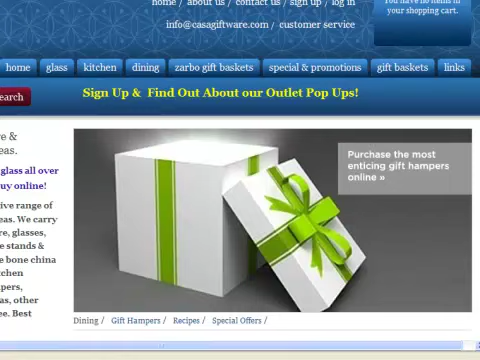 home / about us / contact us / sign up / log in
You have no items in
your shopping cart.
info@casagiftware.com / customer service
home glass kitchen dining zarbo gift baskets special & promotions gift baskets links
earch
Sign Up & Find Out About our Outlet Pop Ups!
e &
eas.
glass all over
uy online!
ive range of
eas. We carry
re, glasses,
e stands &
e bone china
tchen
pers,
as, other
ee. Best
Purchase the most
enticing gift hampers
online »
Dining / Gift Hampers / Recipes / Special Offers /